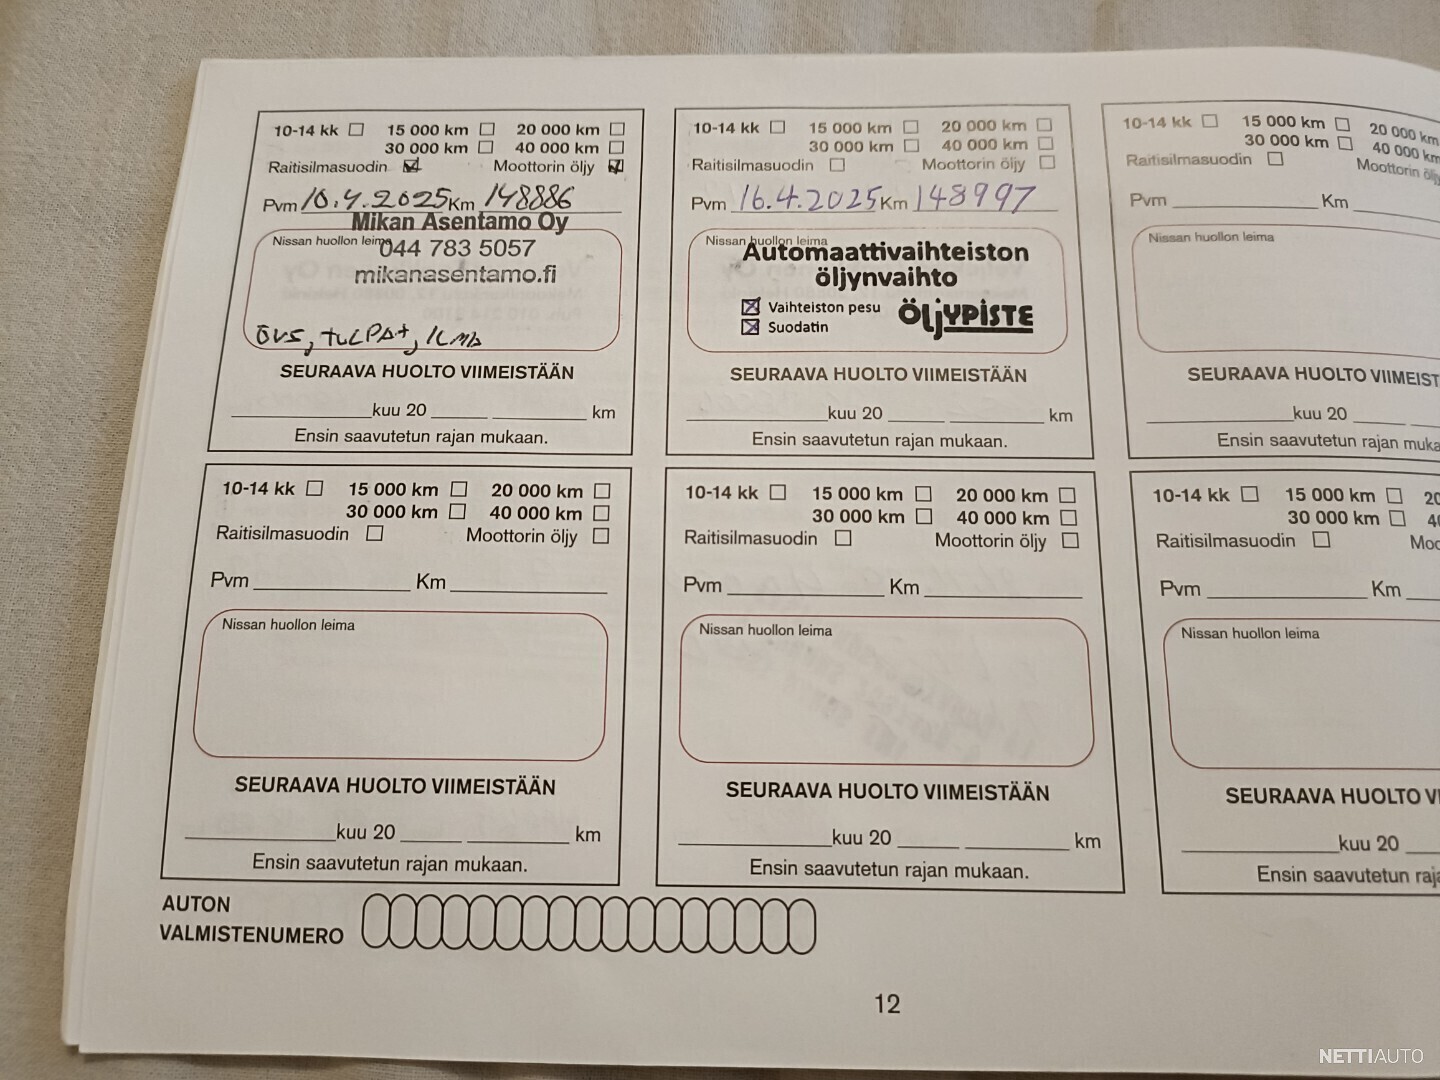 10-14 kk ☐ 15 000 km ☐ 20 000 km ☐
30 000 km ☐ 40 000 km ☐
Raitisilmasuodin ☒ Moottorin öljy ☒
Pvm 10.4.2025 Km 148886
Mikan Asentamo Oy
Nissan huollon leima
044 783 5057
mikanasentamo.fi
SEURAAVA HUOLTO VIIMEISTÄÄN
kuu 20 km
Ensin saavutetun rajan mukaan.
10-14 kk ☐ 15 000 km ☐ 20 000 km ☐
30 000 km ☐ 40 000 km ☐
Raitisilmasuodin ☐ Moottorin öljy ☐
Pvm 16.4.2025 Km 148997
Nissan huollon leima
Automaattivaihteiston
öljynvaihto
☒ Vaihteiston pesu
☒ Suodatin
ÖljYPISTE
SEURAAVA HUOLTO VIIMEISTÄÄN
kuu 20 km
Ensin saavutetun rajan mukaan.
10-14 kk ☐ 15 000 km ☐ 20 000 km
30 000 km ☐ 40 000 km
Raitisilmasuodin ☐ Moottorin öljy
Pvm Km
Nissan huollon leima
SEURAAVA HUOLTO VIIMEIST
kuu 20
Ensin saavutetun rajan muka
10-14 kk ☐ 15 000 km ☐ 20 000 km ☐
30 000 km ☐ 40 000 km ☐
Raitisilmasuodin ☐ Moottorin öljy ☐
Pvm Km
Nissan huollon leima
SEURAAVA HUOLTO VIIMEISTÄÄN
kuu 20 km
Ensin saavutetun rajan mukaan.
10-14 kk ☐ 15 000 km ☐ 20 000 km ☐
30 000 km ☐ 40 000 km ☐
Raitisilmasuodin ☐ Moottorin öljy ☐
Pvm Km
Nissan huollon leima
SEURAAVA HUOLTO VIIMEISTÄÄN
kuu 20 km
Ensin saavutetun rajan mukaan.
10-14 kk ☐ 15 000 km ☐ 20
30 000 km ☐ 4
Raitisilmasuodin ☐ Moo
Pvm Km
Nissan huollon leima
SEURAAVA HUOLTO V
kuu 20
Ensin saavutetun raja
AUTON
VALMISTENUMERO
12
NETTIAUTO